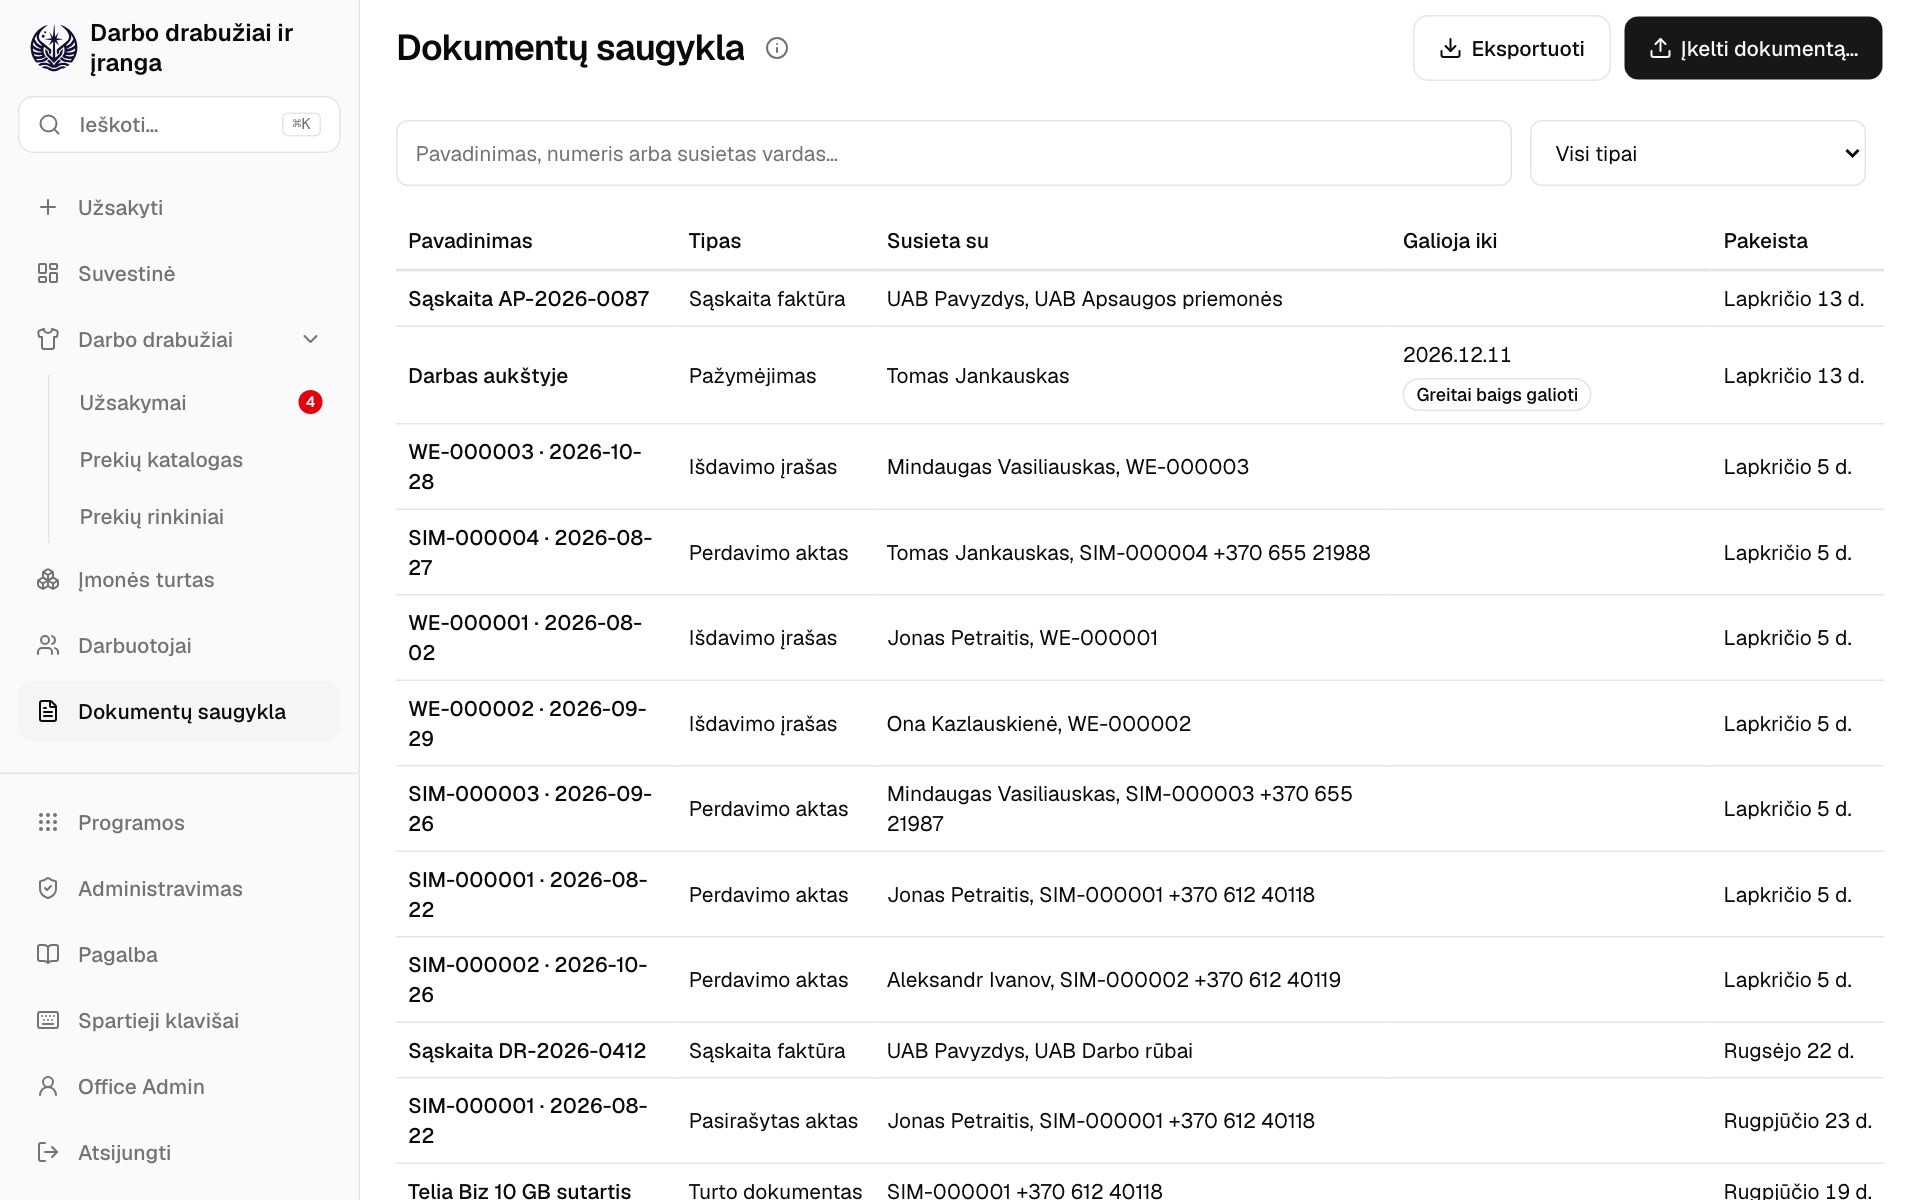 Darbo drabužiai ir
įranga
Ieškoti...
⌘K
Užsakyti
Suvestinė
Darbo drabužiai
Užsakymai
4
Prekių katalogas
Prekių rinkiniai
Įmonės turtas
Darbuotojai
Dokumentų saugykla
Programos
Administravimas
Pagalba
Spartieji klavišai
Office Admin
Atsijungti
Dokumentų saugykla
Eksportuoti
Įkelti dokumentą...
Pavadinimas, numeris arba susietas vardas...
Visi tipai
Pavadinimas Tipas Susieta su Galioja iki Pakeista
Sąskaita AP-2026-0087 Sąskaita faktūra UAB Pavyzdys, UAB Apsaugos priemonės Lapkričio 13 d.
Darbas aukštyje Pažymėjimas Tomas Jankauskas 2026.12.11 Lapkričio 13 d.
Greitai baigs galioti
WE-000003 · 2026-10-
28
Išdavimo įrašas Mindaugas Vasiliauskas, WE-000003 Lapkričio 5 d.
SIM-000004 · 2026-08-
27
Perdavimo aktas Tomas Jankauskas, SIM-000004 +370 655 21988 Lapkričio 5 d.
WE-000001 · 2026-08-
02
Išdavimo įrašas Jonas Petraitis, WE-000001 Lapkričio 5 d.
WE-000002 · 2026-09-
29
Išdavimo įrašas Ona Kazlauskienė, WE-000002 Lapkričio 5 d.
SIM-000003 · 2026-09-
26
Perdavimo aktas Mindaugas Vasiliauskas, SIM-000003 +370 655
21987
Lapkričio 5 d.
SIM-000001 · 2026-08-
22
Perdavimo aktas Jonas Petraitis, SIM-000001 +370 612 40118 Lapkričio 5 d.
SIM-000002 · 2026-10-
26
Perdavimo aktas Aleksandr Ivanov, SIM-000002 +370 612 40119 Lapkričio 5 d.
Sąskaita DR-2026-0412 Sąskaita faktūra UAB Pavyzdys, UAB Darbo rūbai Rugsėjo 22 d.
SIM-000001 · 2026-08-
22
Pasirašytas aktas Jonas Petraitis, SIM-000001 +370 612 40118 Rugpjūčio 23 d.
Telia Biz 10 GB sutartis Turto dokumentas SIM-000001 +370 612 40118 Rugpjūčio 19 d.